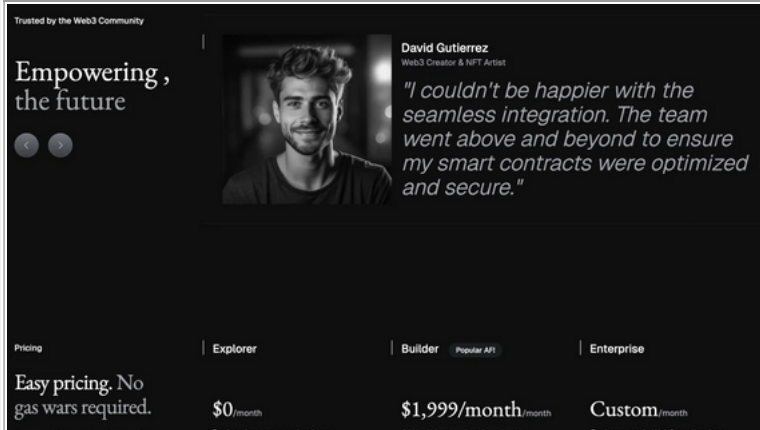 Trusted by the Web3 Community
Empowering ,
the future
David Gutierrez
Web3 Creator & NFT Artist
"I couldn't be happier with the
seamless integration. The team
went above and beyond to ensure
my smart contracts were optimized
and secure."
Pricing
Easy pricing. No
gas wars required.
Explorer
$0/month
Builder Popular AF!
$1,999/month/month
Enterprise
Custom/month